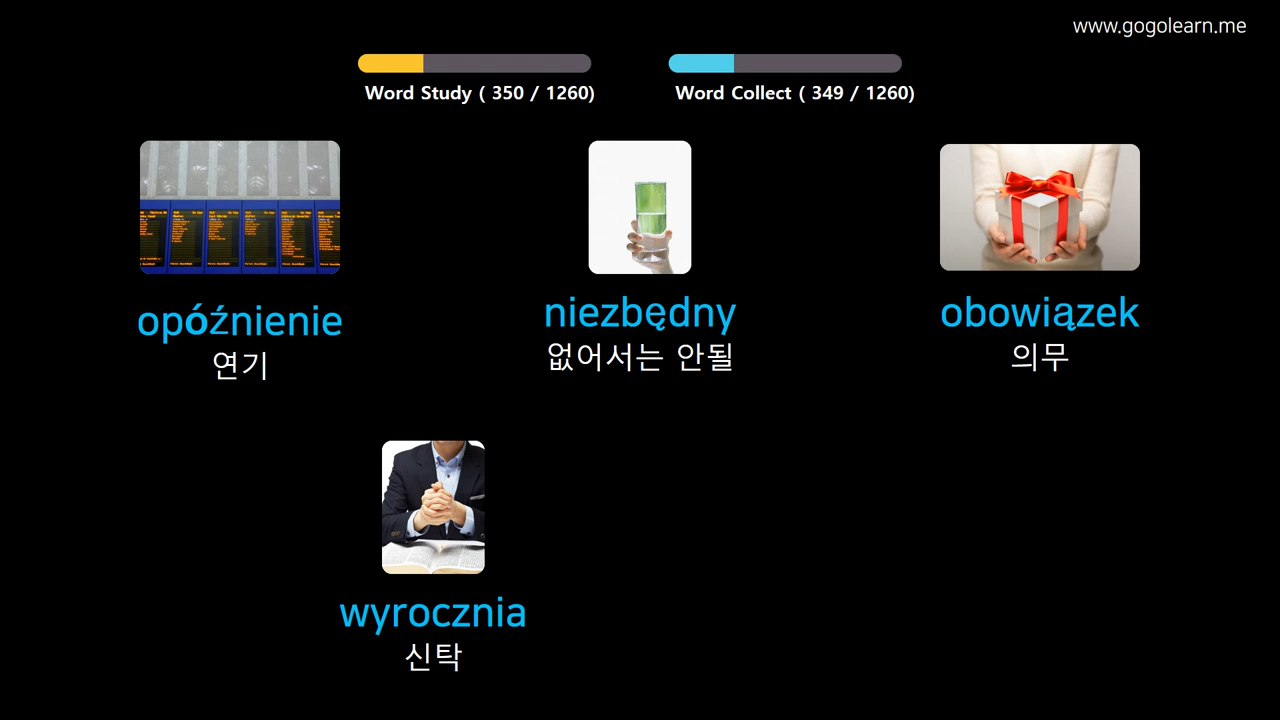 www.gogolearn.me
Word Study ( 350 / 1260)
Word Collect ( 349 / 1260)
opóźnienie
연기
niezbędny
없어서는 안될
obowiązek
의무
wyrocznia
신탁